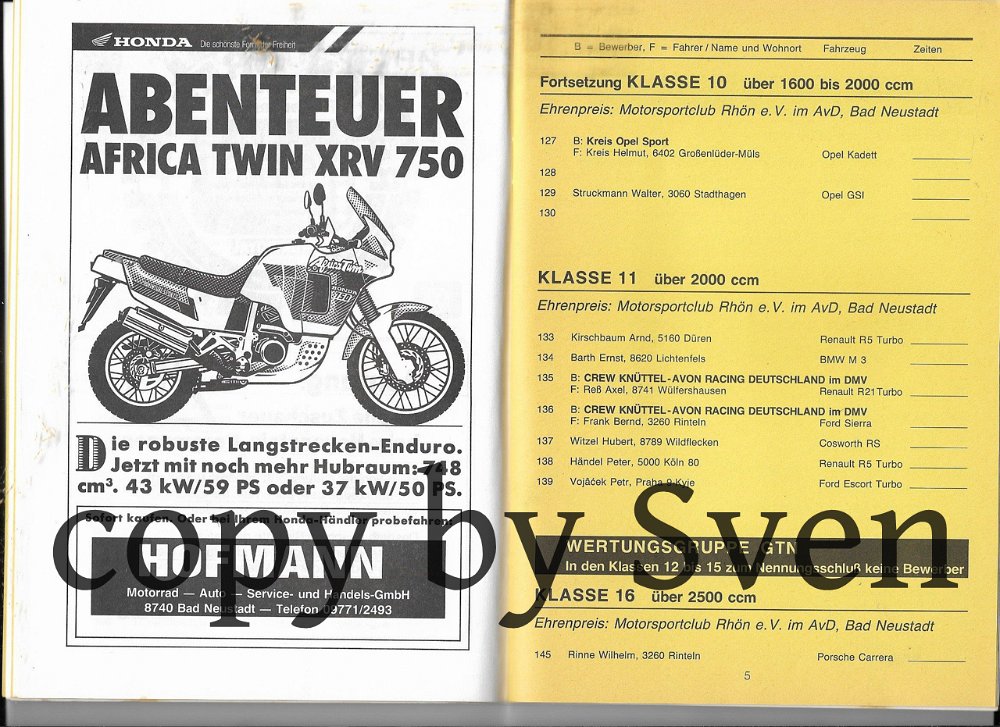 HONDA Die schönste Form der Freiheit
ABENTEUER
AFRICA TWIN XRV 750
Africa Twin
HONDA
750
Die robuste Langstrecken-Enduro.
Jetzt mit noch mehr Hubraum: 748
cm³. 43 kW/59 PS oder 37 kW/50 PS.
Sofort kaufen. Oder bei Ihrem Honda-Händler probefahren:
HOFMANN
Motorrad — Auto — Service- und Handels-GmbH
8740 Bad Neustadt — Telefon 09771/2493
B = Bewerber, F = Fahrer / Name und Wohnort Fahrzeug Zeiten
Fortsetzung KLASSE 10 über 1600 bis 2000 ccm
Ehrenpreis: Motorsportclub Rhön e.V. im AvD, Bad Neustadt
127 B: Kreis Opel Sport
F: Kreis Helmut, 6402 Großenlüder-Müls Opel Kadett
128
129 Struckmann Walter, 3060 Stadthagen Opel GSI
130
KLASSE 11 über 2000 ccm
Ehrenpreis: Motorsportclub Rhön e.V. im AvD, Bad Neustadt
133 Kirschbaum Arnd, 5160 Düren Renault R5 Turbo
134 Barth Ernst, 8620 Lichtenfels BMW M 3
135 B: CREW KNÜTTEL-AVON RACING DEUTSCHLAND im DMV
F: Reß Axel, 8741 Wülfershausen Renault R21 Turbo
136 B: CREW KNÜTTEL-AVON RACING DEUTSCHLAND im DMV
F: Frank Bernd, 3260 Rinteln Ford Sierra
137 Witzel Hubert, 8789 Wildflecken Cosworth RS
138 Händel Peter, 5000 Köln 80 Renault R5 Turbo
139 Vojáček Petr, Praha 9-Kyje Ford Escort Turbo
copy by Sven
WERTUNGSGRUPPE GTN
In den Klassen 12 bis 15 zum Nennungsschluß keine Bewerber
KLASSE 16 über 2500 ccm
Ehrenpreis: Motorsportclub Rhön e.V. im AvD, Bad Neustadt
145 Rinne Wilhelm, 3260 Rinteln Porsche Carrera
5